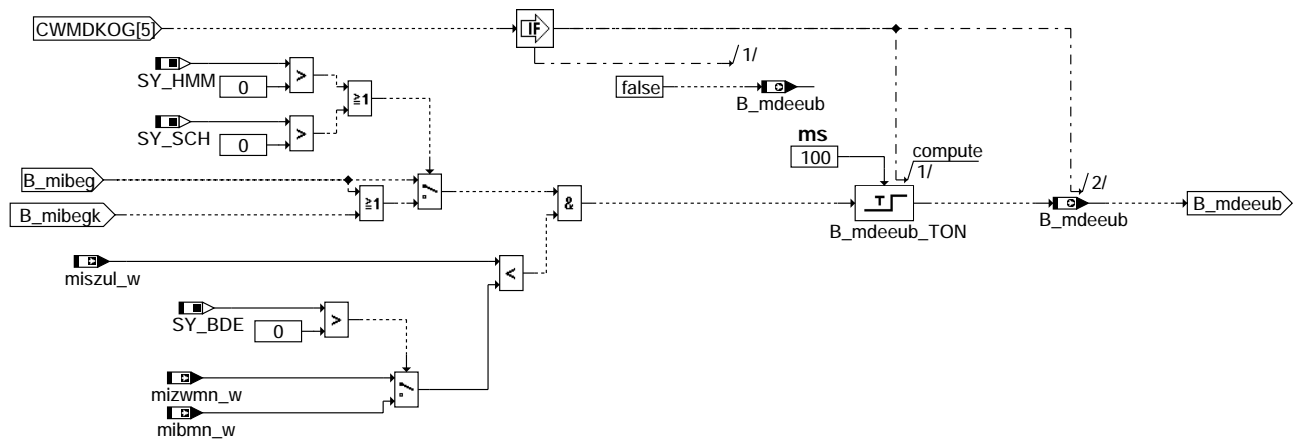 CWMDKOG[5]
IF
1/
SY_HMM
>
0
≥1
false
B_mdeeub
SY_SCH
>
0
ms
100
compute
1/
2/
B_mibeg
B_mibegk
≥1
&
T
B_mdeeub_TON
B_mdeeub
B_mdeeub
miszul_w
<
SY_BDE
>
0
mizwmn_w
mibmn_w